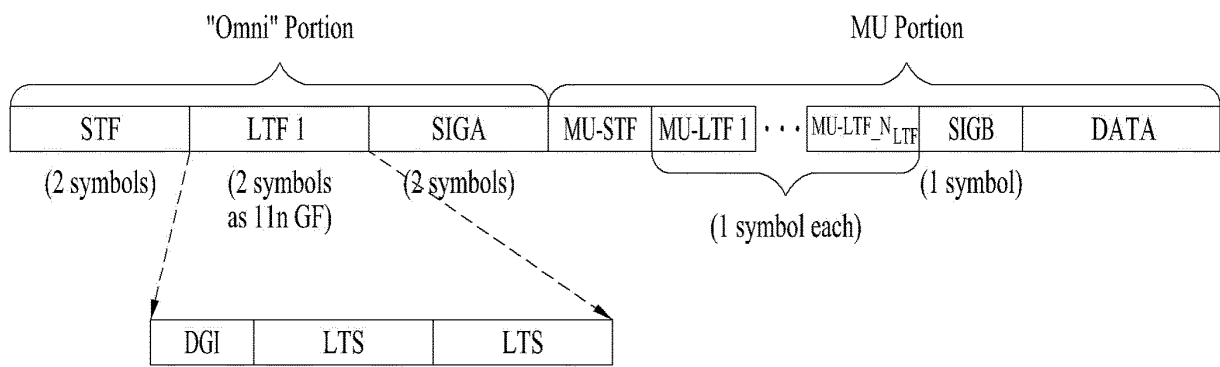 "Omni" Portion
MU Portion
STF
LTF 1
SIGA
MU-STF
MU-LTF 1
···
MU-LTF_N_LTF
SIGB
DATA
(2 symbols)
(2 symbols
as 11n GF)
(2 symbols)
(1 symbol)
(1 symbol each)
DGI
LTS
LTS